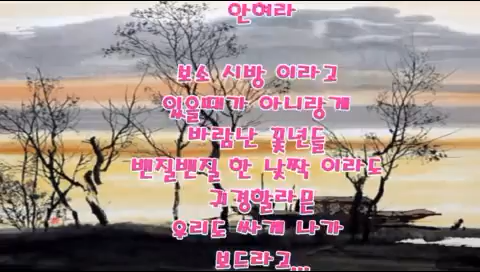 안혀라
보소 시방 이라고
있을때가 아니랑게
바람난 꽃년들
밴질밴질 한 낯짝 이라도
귀경할라믄
우리도 싸게 나가
보드라고...